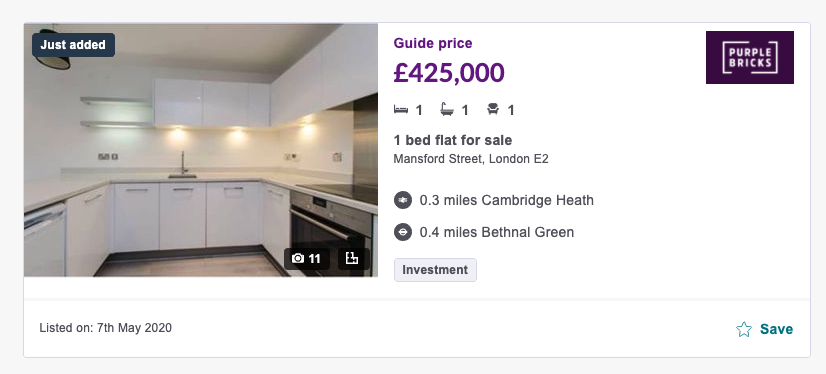 Just added
Guide price
£425,000
PURPLE
BRICKS
1 1 1
1 bed flat for sale
Mansford Street, London E2
0.3 miles Cambridge Heath
0.4 miles Bethnal Green
11
Investment
Listed on: 7th May 2020
Save